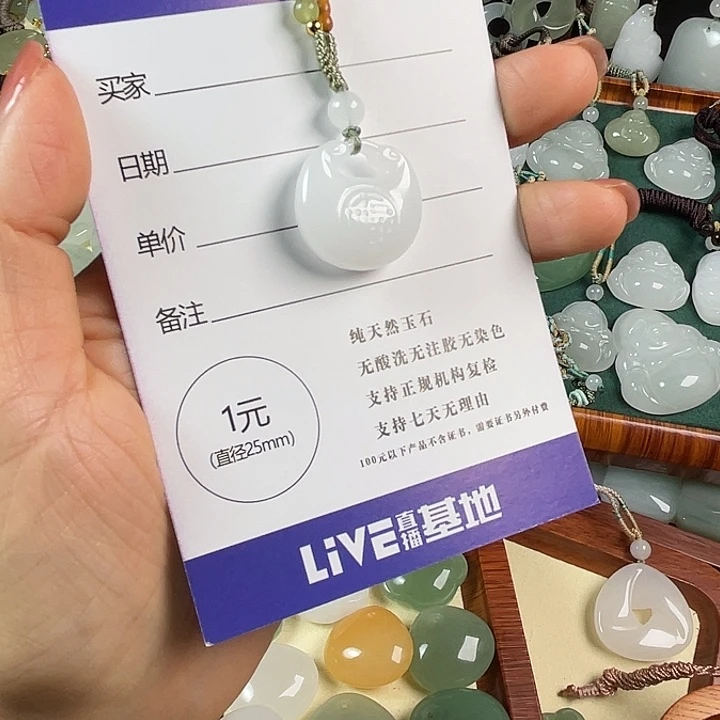 买家
日期
单价
备注
纯天然玉石
无酸洗无注胶无染色
支持正规机构复检
支持七天无理由
100元以下产品不含证书，需要证书另外付费
1元
(直径25mm)
LiVE直播基地
福